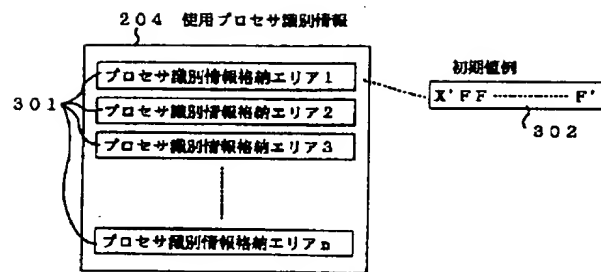 204 使用プロセサ識別情報
プロセサ識別情報格納エリア1
プロセサ識別情報格納エリア2
プロセサ識別情報格納エリア3
プロセサ識別情報格納エリアn
301
初期値例
X'FF F'
302